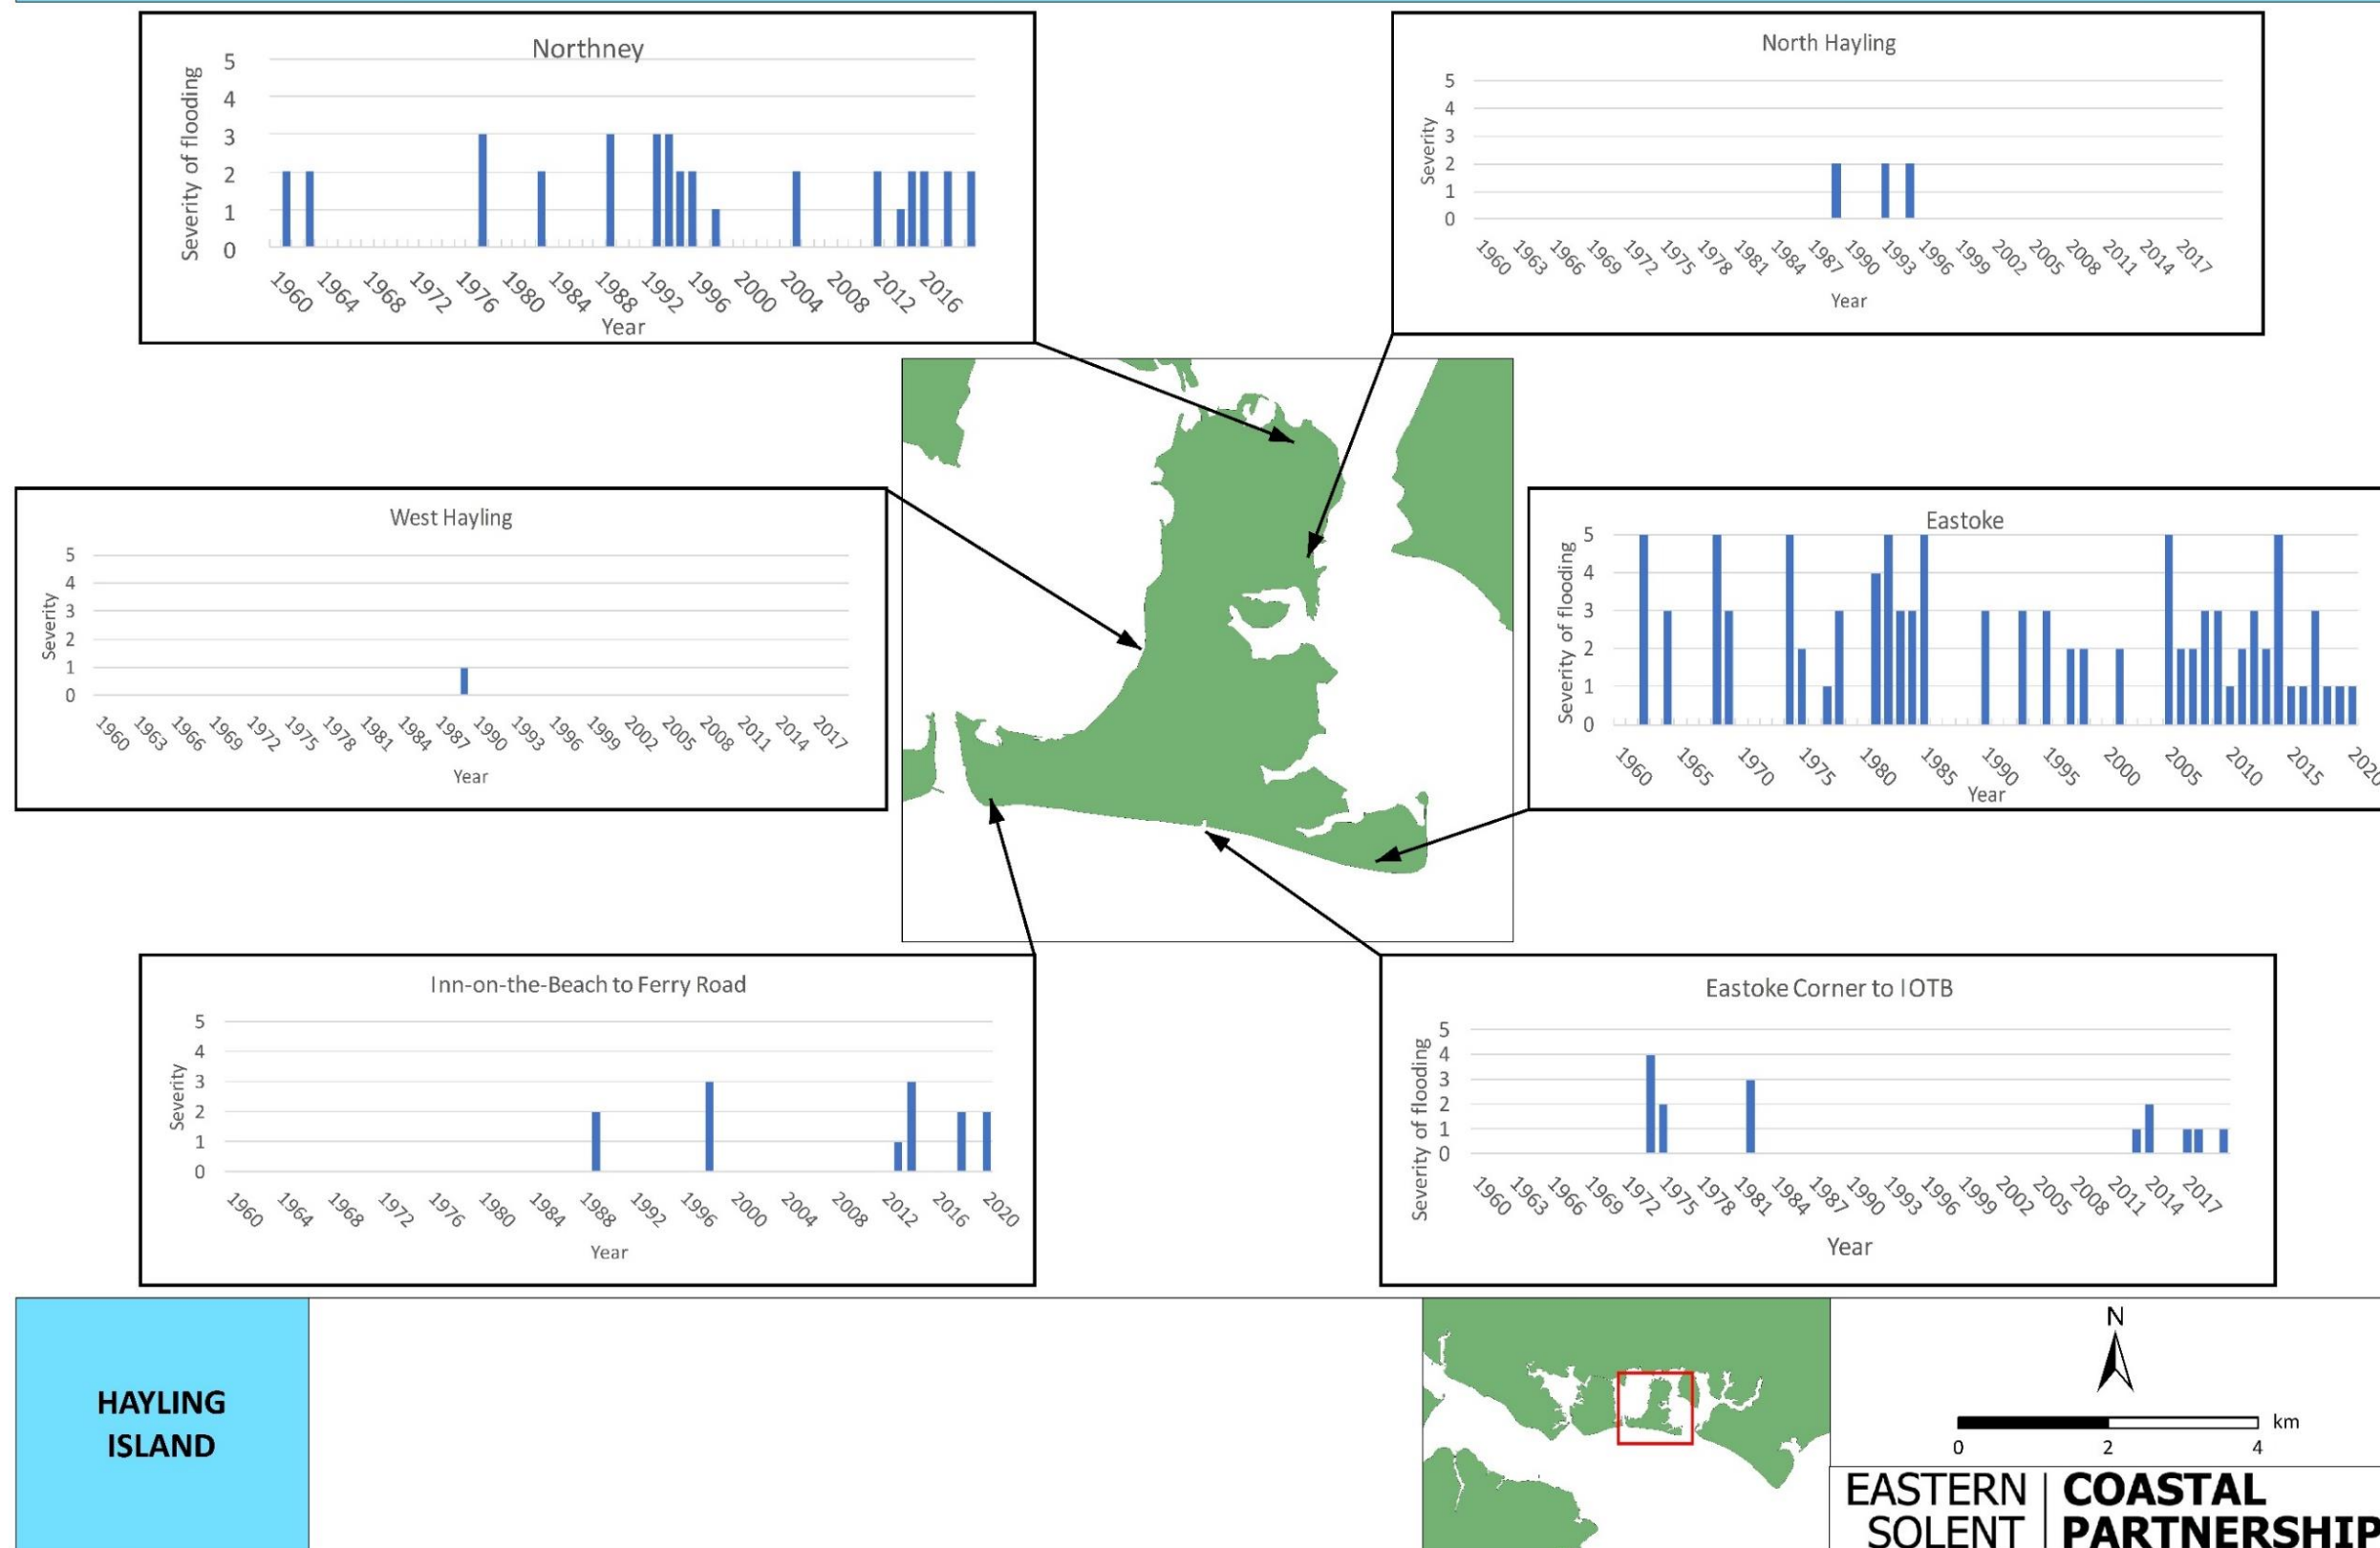 Northney
Severity of flooding
5
4
3
2
1
0
1960 1964 1968 1972 1976 1980 1984 1988 1992 1996 2000 2004 2008 2012 2016
Year
North Hayling
Severity
5
4
3
2
1
0
1960 1963 1966 1969 1972 1975 1978 1981 1984 1987 1990 1993 1996 1999 2002 2005 2008 2011 2014 2017
Year
West Hayling
Severity
5
4
3
2
1
0
1960 1963 1966 1969 1972 1975 1978 1981 1984 1987 1990 1993 1996 1999 2002 2005 2008 2011 2014 2017
Year
Eastoke
Severity of flooding
5
4
3
2
1
0
1960 1965 1970 1975 1980 1985 1990 1995 2000 2005 2010 2015 2020
Year
Inn-on-the-Beach to Ferry Road
Severity
5
4
3
2
1
0
1960 1964 1968 1972 1976 1980 1984 1988 1992 1996 2000 2004 2008 2012 2016 2020
Year
Eastoke Corner to IOTB
Severity of flooding
5
4
3
2
1
0
1960 1963 1966 1969 1972 1975 1978 1981 1984 1987 1990 1993 1996 1999 2002 2005 2008 2011 2014 2017
Year
HAYLING
ISLAND
N
km
0 2 4
EASTERN COASTAL
SOLENT PARTNERSHIP